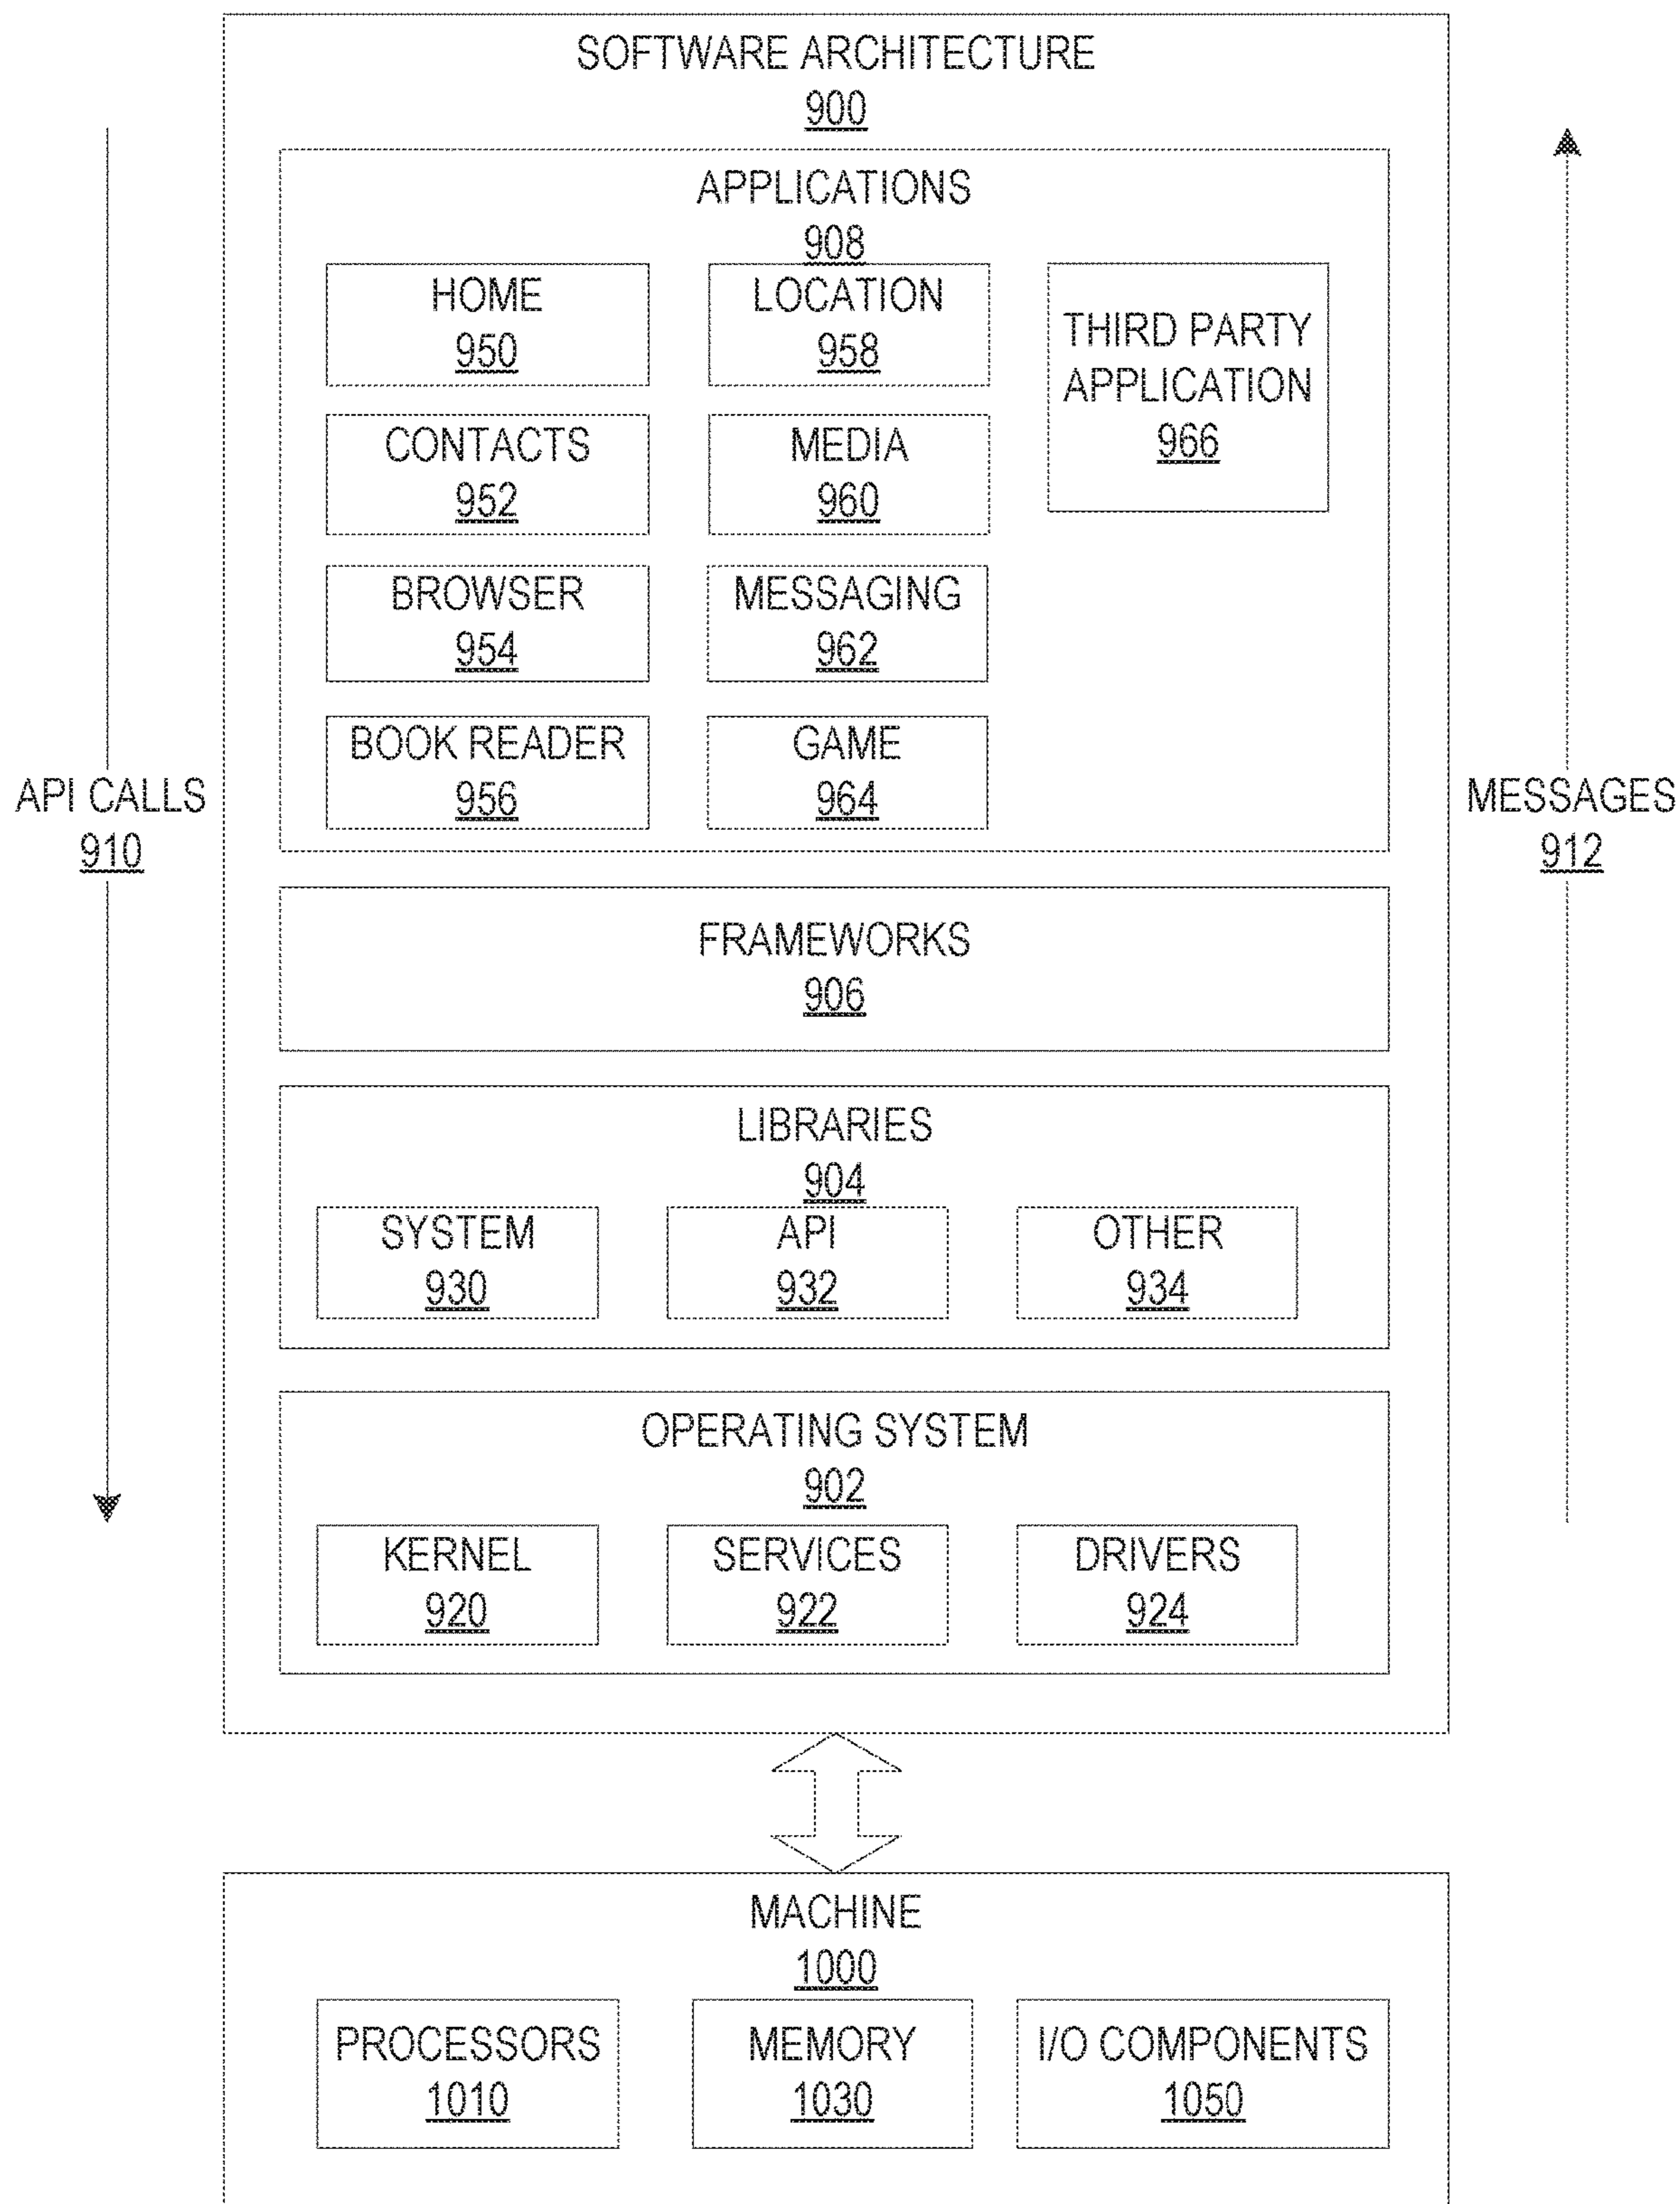 SOFTWARE ARCHITECTURE
900
APPLICATIONS
908
HOME
950
LOCATION
958
THIRD PARTY
APPLICATION
966
CONTACTS
952
MEDIA
960
BROWSER
954
MESSAGING
962
BOOK READER
956
GAME
964
API CALLS
910
MESSAGES
912
FRAMEWORKS
906
LIBRARIES
904
SYSTEM
930
API
932
OTHER
934
OPERATING SYSTEM
902
KERNEL
920
SERVICES
922
DRIVERS
924
MACHINE
1000
PROCESSORS
1010
MEMORY
1030
I/O COMPONENTS
1050